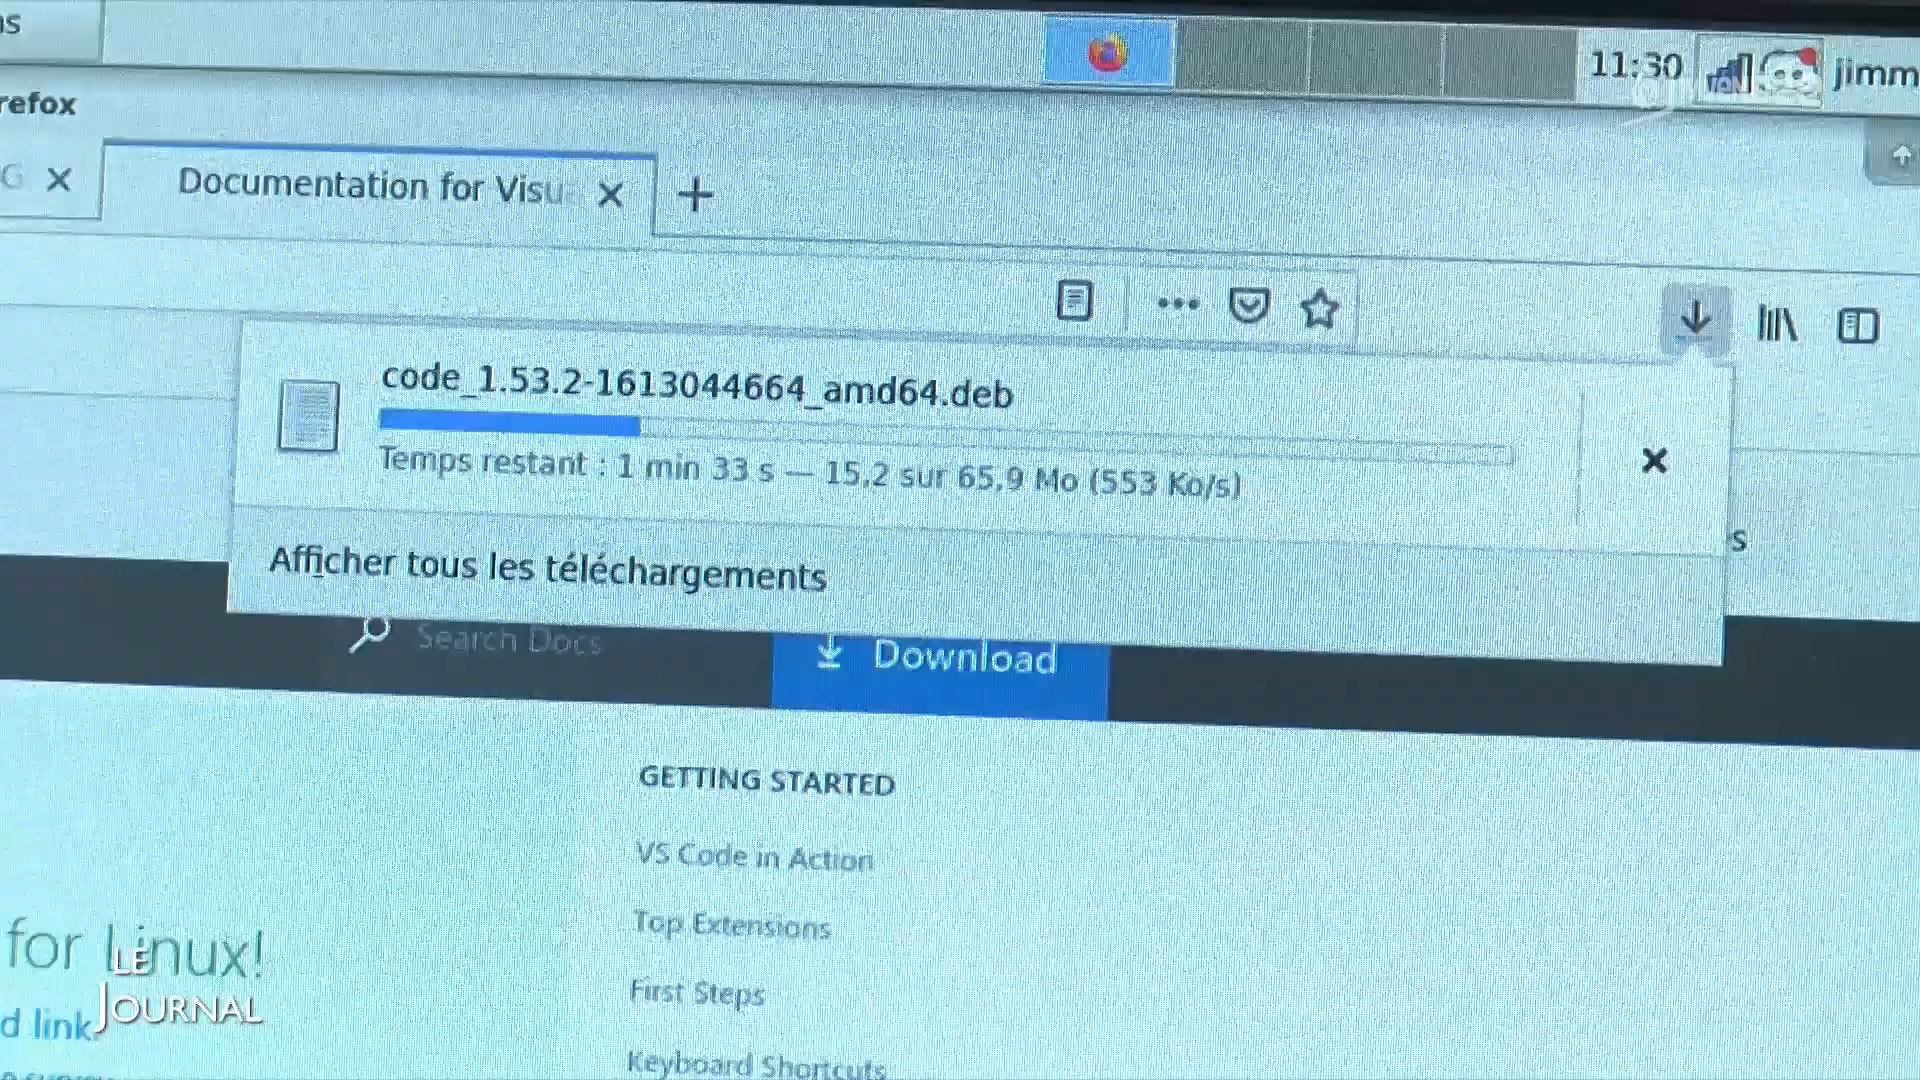 11:30
jimm
refox
Documentation for Visu
code_1.53.2-1613044664_amd64.deb
Temps restant : 1 min 33 s — 15,2 sur 65,9 Mo (553 Ko/s)
Afficher tous les téléchargements
Search Docs
Download
GETTING STARTED
VS Code in Action
Top Extensions
First Steps
Keyboard Shortcuts
for Linux!
d link.
LE
JOURNAL